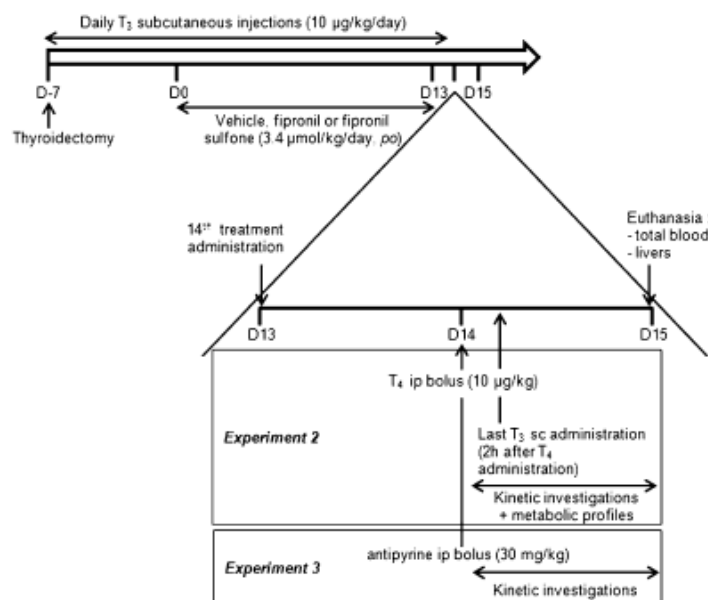 Daily T₃ subcutaneous injections (10 µg/kg/day)
D-7
D0
D13
D15
Thyroidectomy
Vehicle, fipronil or fipronil
sulfone (3.4 µmol/kg/day, po)
14
treatment
administration
Euthanasia :
- total blood
- livers
D13
D14
D15
T₄ ip bolus (10 µg/kg)
Experiment 2
Last T₃ sc administration
(2h after T₄
administration)
Kinetic investigations
+ metabolic profiles
antipyrine ip bolus (30 mg/kg)
Experiment 3
Kinetic investigations